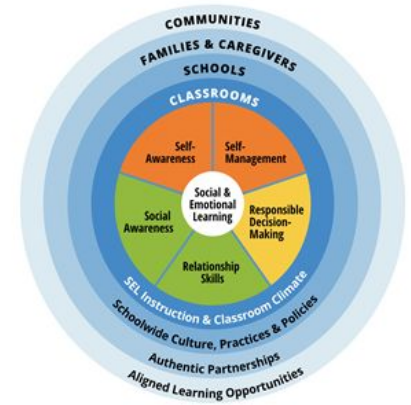 COMMUNITIES
FAMILIES & CAREGIVERS
SCHOOLS
CLASSROOMS
Self-
Awareness
Self-
Management
Social &
Emotional
Learning
Social
Awareness
Responsible
Decision-
Making
Relationship
Skills
SEL Instruction & Classroom Climate
Schoolwide Culture, Practices & Policies
Authentic Partnerships
Aligned Learning Opportunities